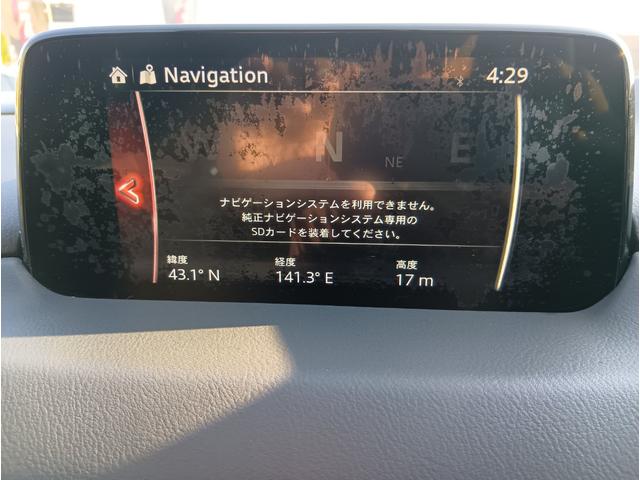 Navigation 4:29
W N NE E
ナビゲーションシステムを利用できません。
純正ナビゲーションシステム専用の
SDカードを装着してください。
緯度 経度 高度
43.1° N 141.3° E 17 m